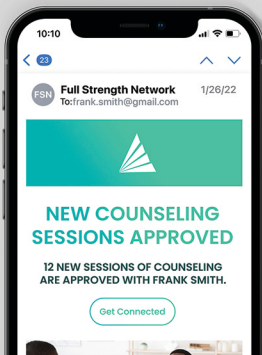 10:10
23
FSN
Full Strength Network 1/26/22
To:frank.smith@gmail.com
NEW COUNSELING
SESSIONS APPROVED
12 NEW SESSIONS OF COUNSELING
ARE APPROVED WITH FRANK SMITH.
Get Connected